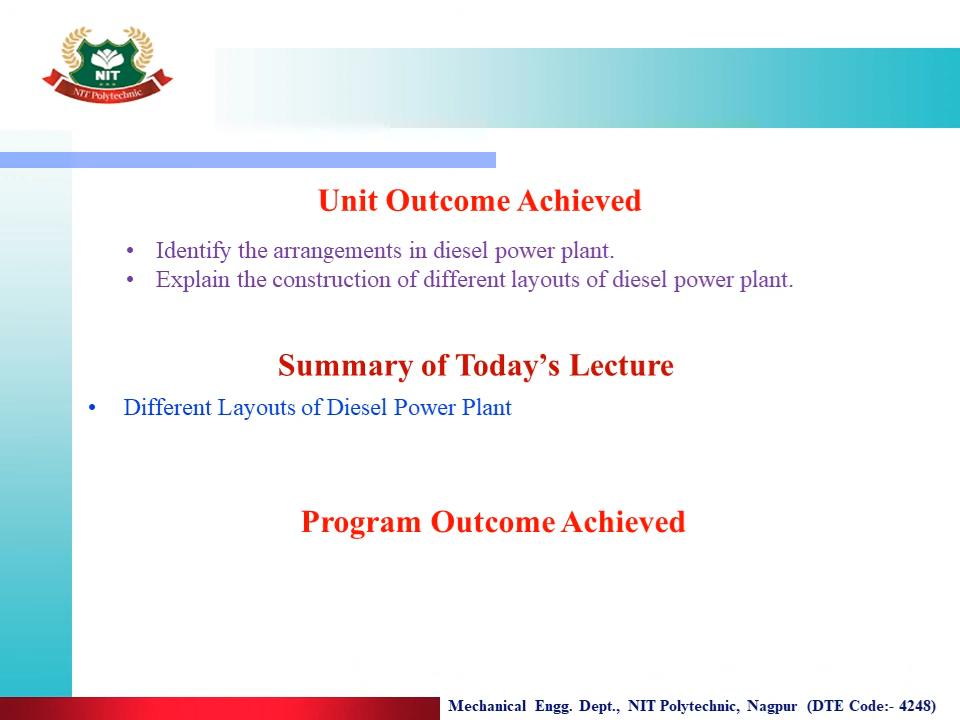 NIT
NIT Polytechnic
Unit Outcome Achieved
• Identify the arrangements in diesel power plant.
• Explain the construction of different layouts of diesel power plant.
Summary of Today’s Lecture
• Different Layouts of Diesel Power Plant
Program Outcome Achieved
Mechanical Engg. Dept., NIT Polytechnic, Nagpur (DTE Code:- 4248)